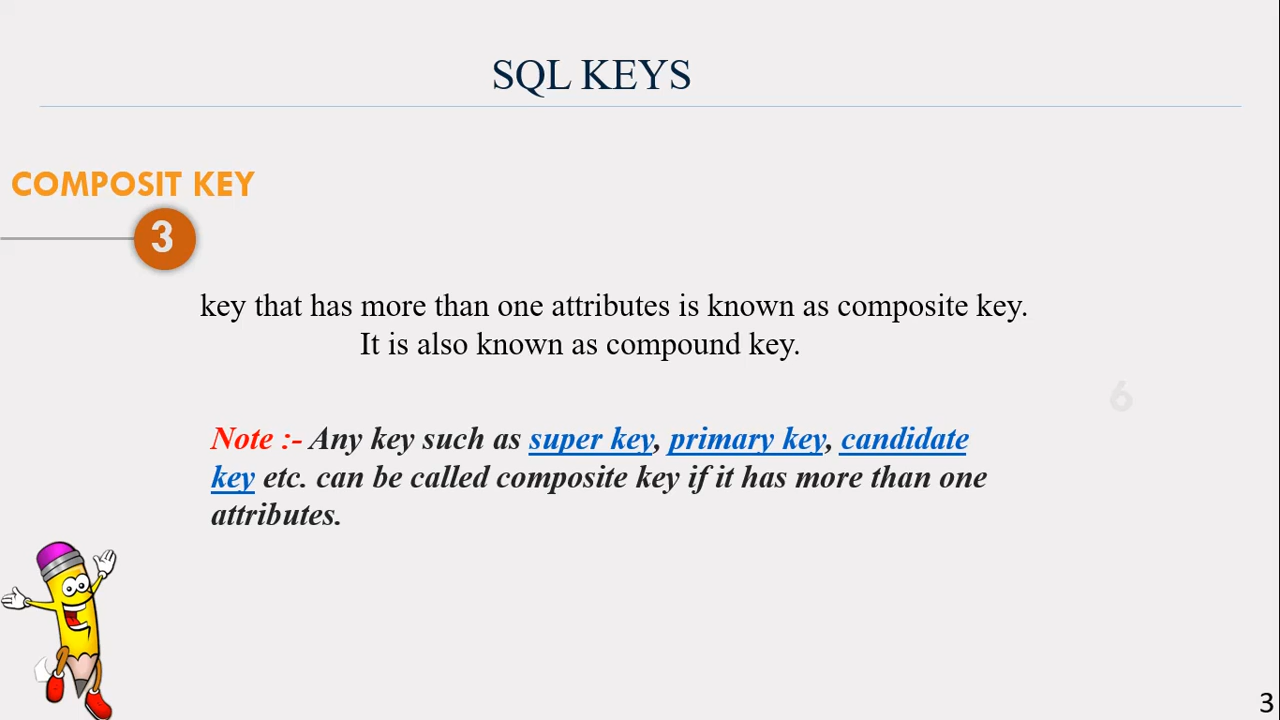 SQL KEYS
COMPOSIT KEY
3
key that has more than one attributes is known as composite key.
It is also known as compound key.
6
Note :- Any key such as super key, primary key, candidate
key etc. can be called composite key if it has more than one
attributes.
3